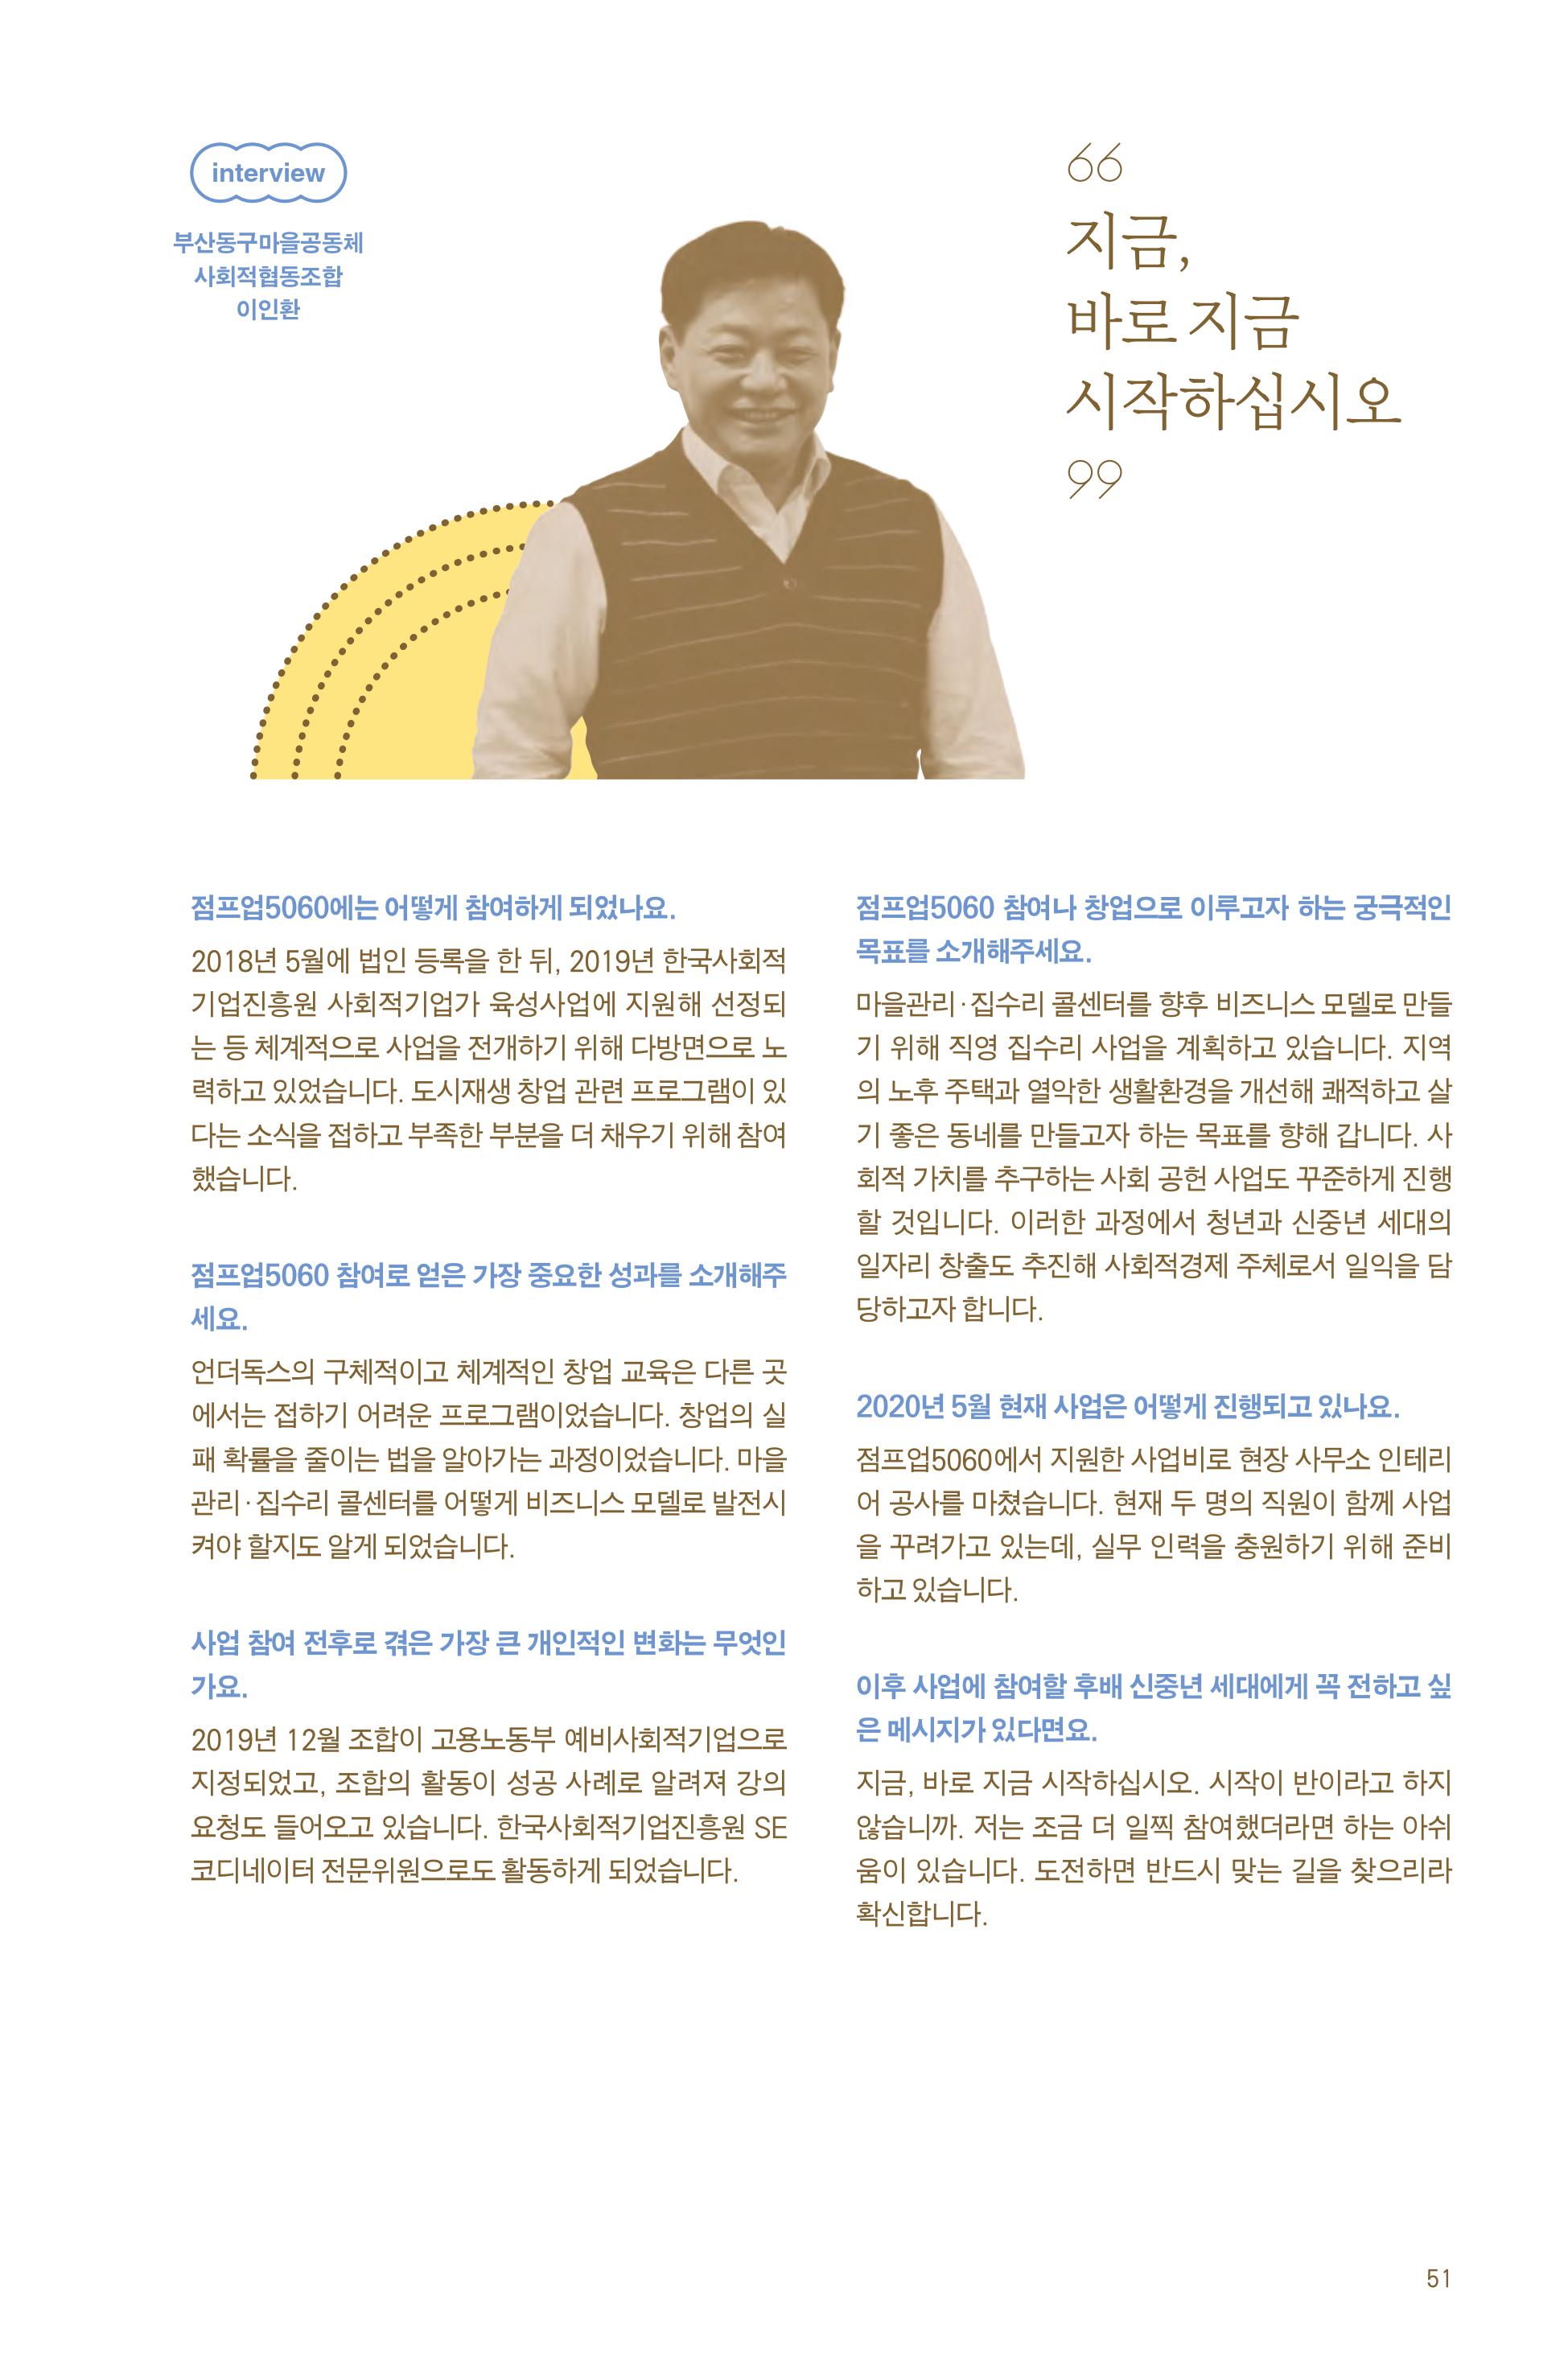 interview
부산동구마을공동체
사회적협동조합
이인환
“
지금,
바로 지금
시작하십시오
”
점프업5060에는 어떻게 참여하게 되었나요.
2018년 5월에 법인 등록을 한 뒤, 2019년 한국사회적
기업진흥원 사회적기업가 육성사업에 지원해 선정되
는 등 체계적으로 사업을 전개하기 위해 다방면으로 노
력하고 있었습니다. 도시재생 창업 관련 프로그램이 있
다는 소식을 접하고 부족한 부분을 더 채우기 위해 참여
했습니다.
점프업5060 참여로 얻은 가장 중요한 성과를 소개해주
세요.
언더독스의 구체적이고 체계적인 창업 교육은 다른 곳
에서는 접하기 어려운 프로그램이었습니다. 창업의 실
패 확률을 줄이는 법을 알아가는 과정이었습니다. 마을
관리·집수리 콜센터를 어떻게 비즈니스 모델로 발전시
켜야 할지도 알게 되었습니다.
사업 참여 전후로 겪은 가장 큰 개인적인 변화는 무엇인
가요.
2019년 12월 조합이 고용노동부 예비사회적기업으로
지정되었고, 조합의 활동이 성공 사례로 알려져 강의
요청도 들어오고 있습니다. 한국사회적기업진흥원 SE
코디네이터 전문위원으로도 활동하게 되었습니다.
점프업5060 참여나 창업으로 이루고자 하는 궁극적인
목표를 소개해주세요.
마을관리·집수리 콜센터를 향후 비즈니스 모델로 만들
기 위해 직영 집수리 사업을 계획하고 있습니다. 지역
의 노후 주택과 열악한 생활환경을 개선해 쾌적하고 살
기 좋은 동네를 만들고자 하는 목표를 향해 갑니다. 사
회적 가치를 추구하는 사회 공헌 사업도 꾸준하게 진행
할 것입니다. 이러한 과정에서 청년과 신중년 세대의
일자리 창출도 추진해 사회적경제 주체로서 일익을 담
당하고자 합니다.
2020년 5월 현재 사업은 어떻게 진행되고 있나요.
점프업5060에서 지원한 사업비로 현장 사무소 인테리
어 공사를 마쳤습니다. 현재 두 명의 직원이 함께 사업
을 꾸려가고 있는데, 실무 인력을 충원하기 위해 준비
하고 있습니다.
이후 사업에 참여할 후배 신중년 세대에게 꼭 전하고 싶
은 메시지가 있다면요.
지금, 바로 지금 시작하십시오. 시작이 반이라고 하지
않습니까. 저는 조금 더 일찍 참여했더라면 하는 아쉬
움이 있습니다. 도전하면 반드시 맞는 길을 찾으리라
확신합니다.
51